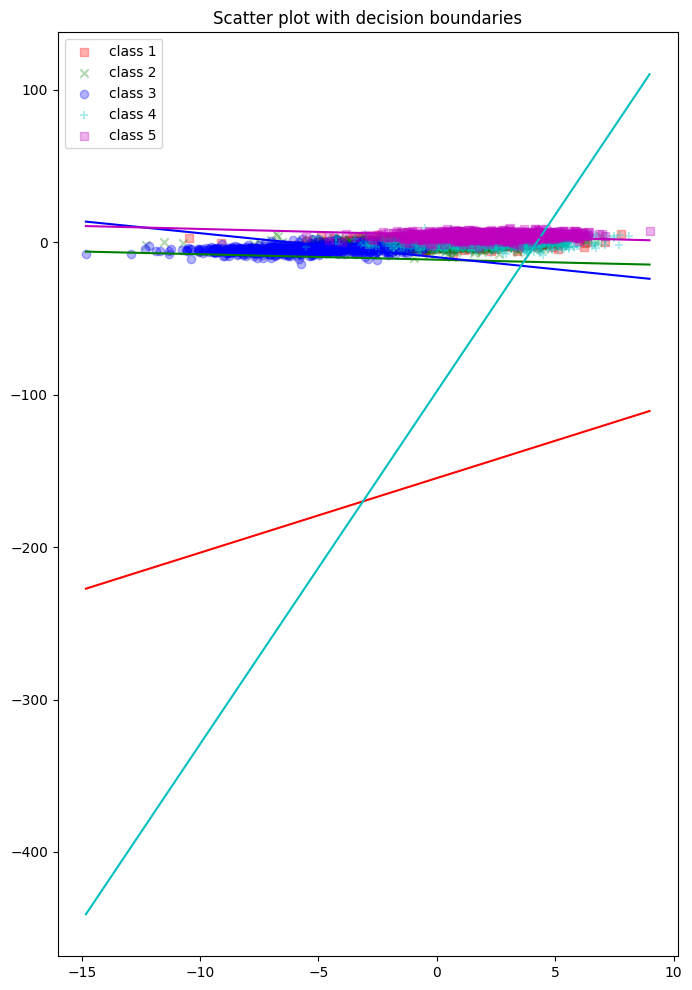 Scatter plot with decision boundaries
class 1
class 2
class 3
class 4
class 5
100
0
−100
−200
−300
−400
−15
−10
−5
0
5
10